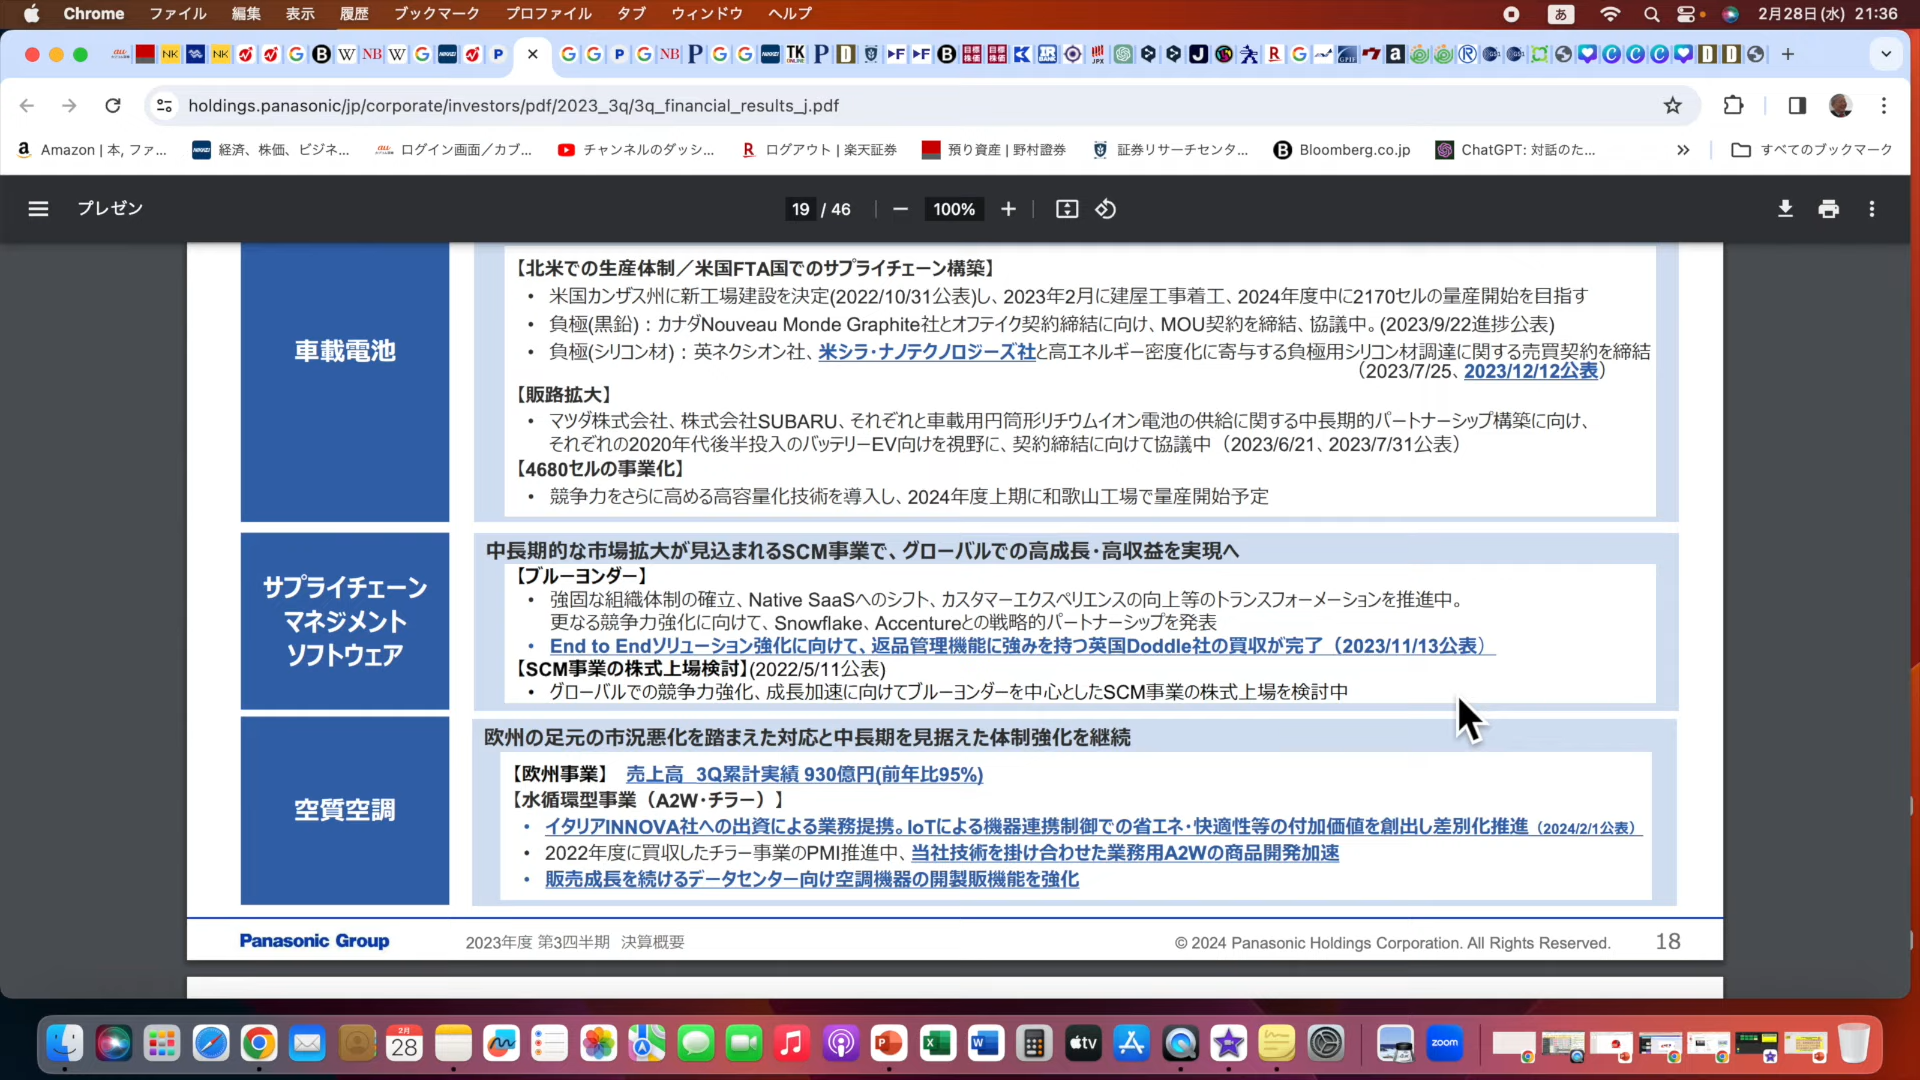 Chrome ファイル 編集 表示 履歴 ブックマーク プロファイル タブ ウィンドウ ヘルプ
あ 2月28日(水) 21:36
holdings.panasonic/jp/corporate/investors/pdf/2023_3q/3q_financial_results_j.pdf
Amazon | 本, ファ... 経済、株価、ビジネ... ログイン画面／カブ... チャンネルのダッシ... ログアウト | 楽天証券 預り資産 | 野村證券 証券リサーチセンタ... Bloomberg.co.jp ChatGPT: 対話のた... すべてのブックマーク
プレゼン 19 / 46 100%
車載電池
【北米での生産体制／米国FTA国でのサプライチェーン構築】
• 米国カンザス州に新工場建設を決定(2022/10/31公表)し、2023年2月に建屋工事着工、2024年度中に2170セルの量産開始を目指す
• 負極(黒鉛)：カナダNouveau Monde Graphite社とオフテイク契約締結に向け、MOU契約を締結、協議中。(2023/9/22進捗公表)
• 負極(シリコン材)：英ネクシオン社、米シラ・ナノテクノロジーズ社と高エネルギー密度化に寄与する負極用シリコン材調達に関する売買契約を締結
（2023/7/25、2023/12/12公表）
【販路拡大】
• マツダ株式会社、株式会社SUBARU、それぞれと車載用円筒形リチウムイオン電池の供給に関する中長期的パートナーシップ構築に向け、
それぞれの2020年代後半投入のバッテリーEV向けを視野に、契約締結に向けて協議中（2023/6/21、2023/7/31公表）
【4680セルの事業化】
• 競争力をさらに高める高容量化技術を導入し、2024年度上期に和歌山工場で量産開始予定
サプライチェーン
マネジメント
ソフトウェア
中長期的な市場拡大が見込まれるSCM事業で、グローバルでの高成長・高収益を実現へ
【ブルーヨンダー】
• 強固な組織体制の確立、Native SaaSへのシフト、カスタマーエクスペリエンスの向上等のトランスフォーメーションを推進中。
更なる競争力強化に向けて、Snowflake、Accentureとの戦略的パートナーシップを発表
• End to Endソリューション強化に向けて、返品管理機能に強みを持つ英国Doddle社の買収が完了（2023/11/13公表）
【SCM事業の株式上場検討】(2022/5/11公表)
• グローバルでの競争力強化、成長加速に向けてブルーヨンダーを中心としたSCM事業の株式上場を検討中
空質空調
欧州の足元の市況悪化を踏まえた対応と中長期を見据えた体制強化を継続
【欧州事業】 売上高 3Q累計実績 930億円(前年比95%)
【水循環型事業（A2W・チラー）】
• イタリアINNOVA社への出資による業務提携。IoTによる機器連携制御での省エネ・快適性等の付加価値を創出し差別化推進（2024/2/1公表）
• 2022年度に買収したチラー事業のPMI推進中、当社技術を掛け合わせた業務用A2Wの商品開発加速
• 販売成長を続けるデータセンター向け空調機器の開製販機能を強化
Panasonic Group 2023年度 第3四半期 決算概要 © 2024 Panasonic Holdings Corporation. All Rights Reserved. 18
2月
28
tv
zoom